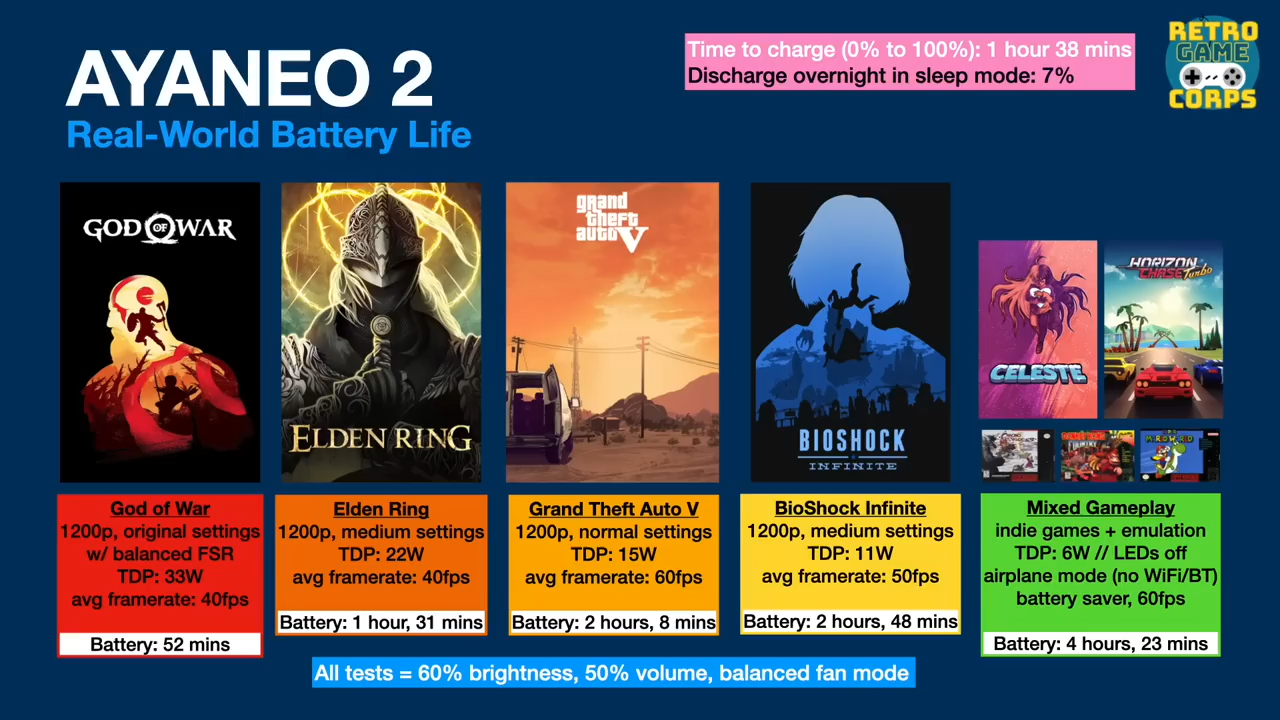 AYANEO 2
Real-World Battery Life
Time to charge (0% to 100%): 1 hour 38 mins
Discharge overnight in sleep mode: 7%
RETRO
GAME
CORPS
GOD OF WAR
ELDEN RING
grand
theft
auto V
BIOSHOCK
INFINITE
CELESTE
HORIZON
CHASE Turbo
God of War
1200p, original settings
w/ balanced FSR
TDP: 33W
avg framerate: 40fps
Battery: 52 mins
Elden Ring
1200p, medium settings
TDP: 22W
avg framerate: 40fps
Battery: 1 hour, 31 mins
Grand Theft Auto V
1200p, normal settings
TDP: 15W
avg framerate: 60fps
Battery: 2 hours, 8 mins
BioShock Infinite
1200p, medium settings
TDP: 11W
avg framerate: 50fps
Battery: 2 hours, 48 mins
Mixed Gameplay
indie games + emulation
TDP: 6W // LEDs off
airplane mode (no WiFi/BT)
battery saver, 60fps
Battery: 4 hours, 23 mins
All tests = 60% brightness, 50% volume, balanced fan mode